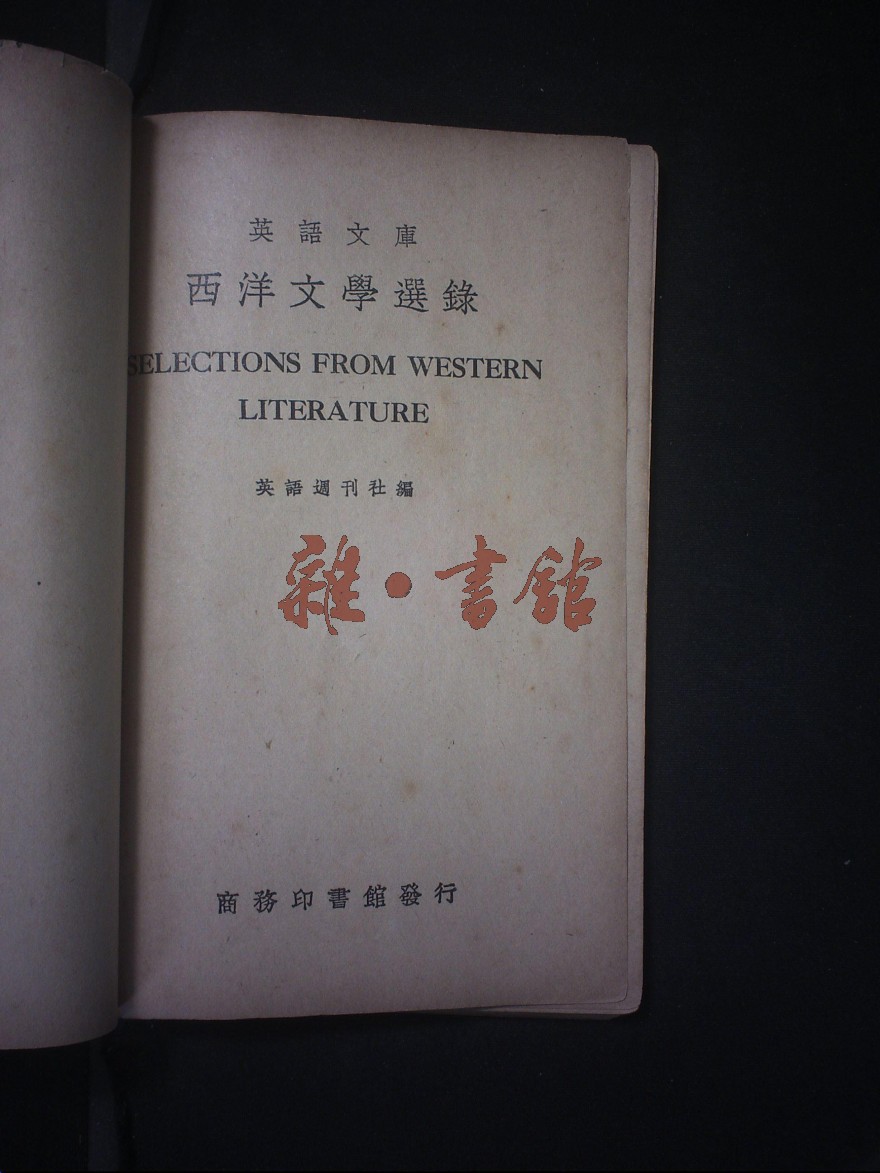 英語文庫
西洋文學選錄
SELECTIONS FROM WESTERN
LITERATURE
英語週刊社編
雜·書館
商務印書館發行